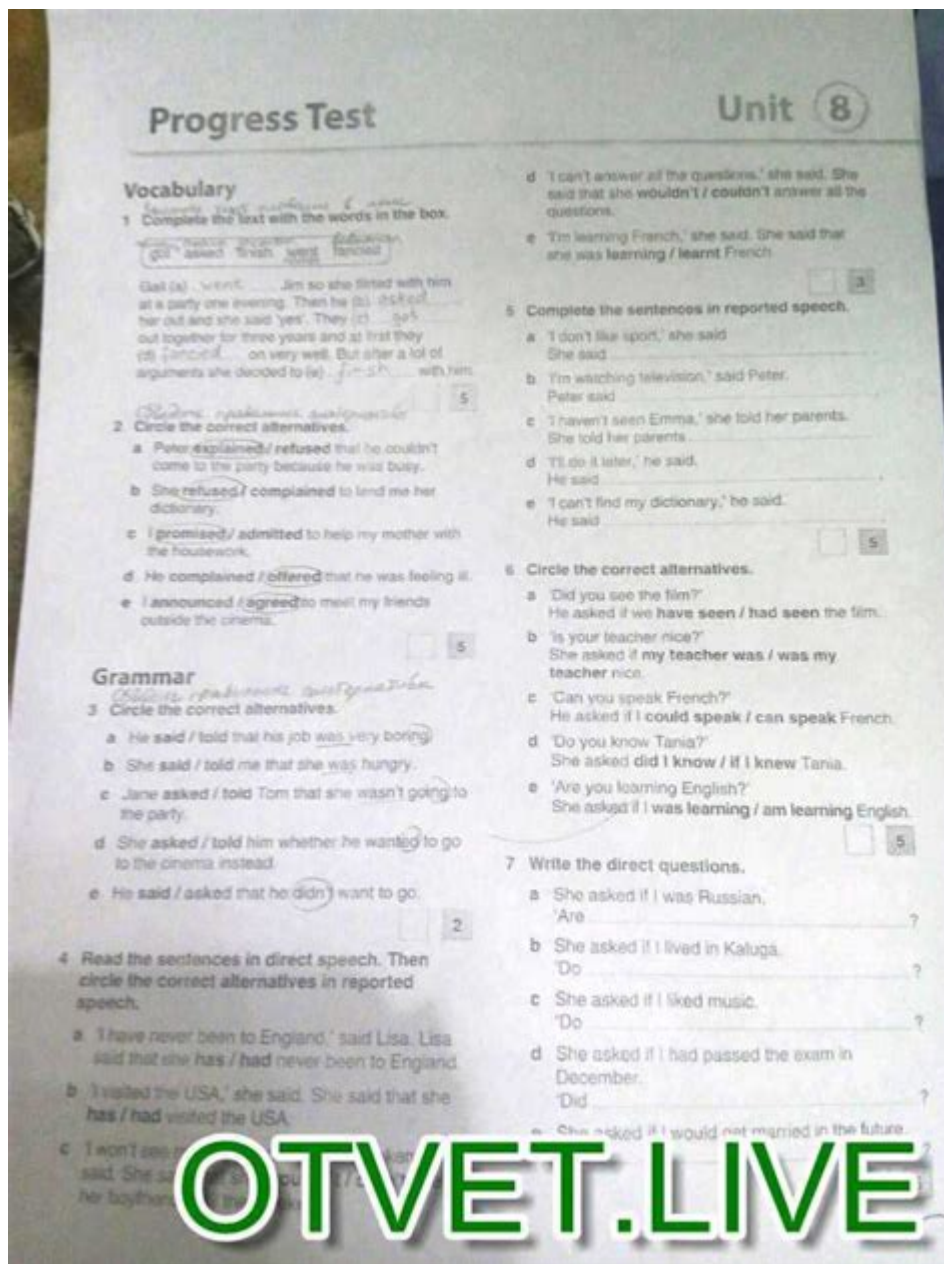 Progress Test
Unit 8
Vocabulary
1 Complete the text with the words in the box.
got asked finish went fancied
Gail (a) went Jim so she flirted with him
at a party one evening. Then he (b) asked
her out and she said 'yes'. They (c) got
out together for three years and at first they
(d) fancied on very well. But after a lot of
arguments she decided to (e) finish with him.
5
2 Circle the correct alternatives.
a Peter explained / refused that he couldn't
come to the party because he was busy.
b She refused / complained to lend me her
dictionary.
c I promised / admitted to help my mother with
the housework.
d He complained / offered that he was feeling ill.
e I announced / agreed to meet my friends
outside the cinema.
5
Grammar
3 Circle the correct alternatives.
a He said / told that his job was very boring.
b She said / told me that she was hungry.
c Jane asked / told Tom that she wasn't going to
the party.
d She asked / told him whether he wanted to go
to the cinema instead.
e He said / asked that he didn't want to go.
2
4 Read the sentences in direct speech. Then
circle the correct alternatives in reported
speech.
a 'I have never been to England,' said Lisa. Lisa
said that she has / had never been to England.
b 'I visited the USA,' she said. She said that she
has / had visited the USA.
c 'I won't see
said. She
her boyfriend
d 'I can't answer all the questions,' she said. She
said that she wouldn't / couldn't answer all the
questions.
e 'I'm learning French,' she said. She said that
she was learning / learnt French.
3
5 Complete the sentences in reported speech.
a 'I don't like sport,' she said
She said
b 'I'm watching television,' said Peter.
Peter said
c 'I haven't seen Emma,' she told her parents.
She told her parents
d 'I'll do it later,' he said.
He said
e 'I can't find my dictionary,' he said.
He said
5
6 Circle the correct alternatives.
a 'Did you see the film?'
He asked if we have seen / had seen the film.
b 'Is your teacher nice?'
She asked if my teacher was / was my
teacher nice.
c 'Can you speak French?'
He asked if I could speak / can speak French.
d 'Do you know Tania?'
She asked did I know / if I knew Tania.
e 'Are you learning English?'
She asked if I was learning / am learning English.
5
7 Write the direct questions.
a She asked if I was Russian.
'Are ?
b She asked if I lived in Kaluga.
'Do ?
c She asked if I liked music.
'Do ?
d She asked if I had passed the exam in
December.
'Did ?
e She asked if I would get married in the future.
?
OTVET.LIVE